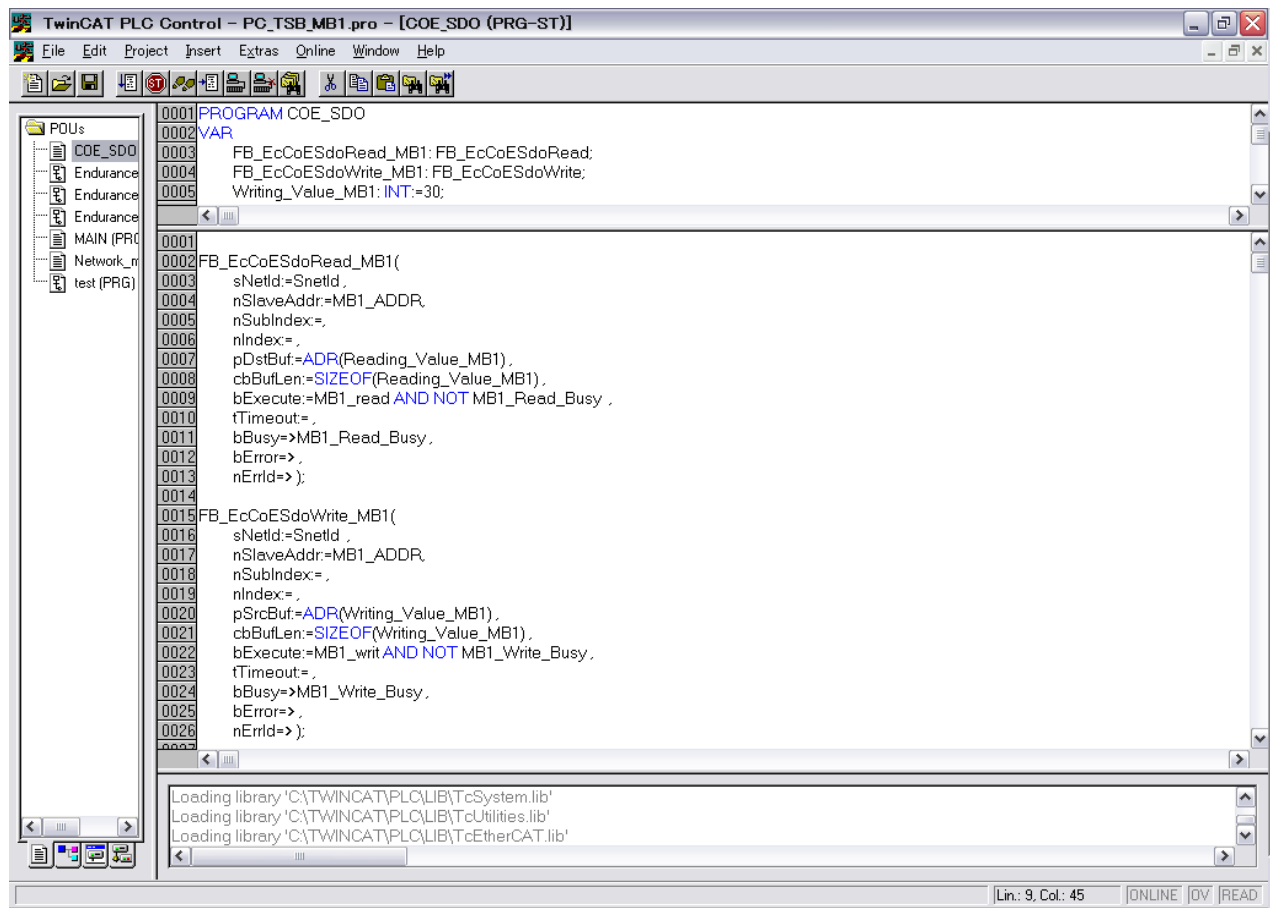 TwinCAT PLC Control - PC_TSB_MB1.pro - [COE_SDO (PRG-ST)]
File Edit Project Insert Extras Online Window Help
POUs
COE_SDO
Endurance
Endurance
Endurance
MAIN (PRG
Network_m
test (PRG)
0001 PROGRAM COE_SDO
0002 VAR
0003 FB_EcCoESdoRead_MB1: FB_EcCoESdoRead;
0004 FB_EcCoESdoWrite_MB1: FB_EcCoESdoWrite;
0005 Writing_Value_MB1: INT:=30;
0001
0002 FB_EcCoESdoRead_MB1(
0003 sNetId:=SnetId ,
0004 nSlaveAddr:=MB1_ADDR,
0005 nSubIndex:=,
0006 nIndex:= ,
0007 pDstBuf:=ADR(Reading_Value_MB1) ,
0008 cbBufLen:=SIZEOF(Reading_Value_MB1) ,
0009 bExecute:=MB1_read AND NOT MB1_Read_Busy ,
0010 tTimeout:= ,
0011 bBusy=>MB1_Read_Busy ,
0012 bError=> ,
0013 nErrId=> );
0014
0015 FB_EcCoESdoWrite_MB1(
0016 sNetId:=SnetId ,
0017 nSlaveAddr:=MB1_ADDR,
0018 nSubIndex:= ,
0019 nIndex:= ,
0020 pSrcBuf:=ADR(Writing_Value_MB1) ,
0021 cbBufLen:=SIZEOF(Writing_Value_MB1) ,
0022 bExecute:=MB1_writ AND NOT MB1_Write_Busy ,
0023 tTimeout:= ,
0024 bBusy=>MB1_Write_Busy ,
0025 bError=> ,
0026 nErrId=> );
Loading library 'C:\TWINCAT\PLC\LIB\TcSystem.lib'
Loading library 'C:\TWINCAT\PLC\LIB\TcUtilities.lib'
Loading library 'C:\TWINCAT\PLC\LIB\TcEtherCAT.lib'
Lin.: 9, Col.: 45 ONLINE OV READ